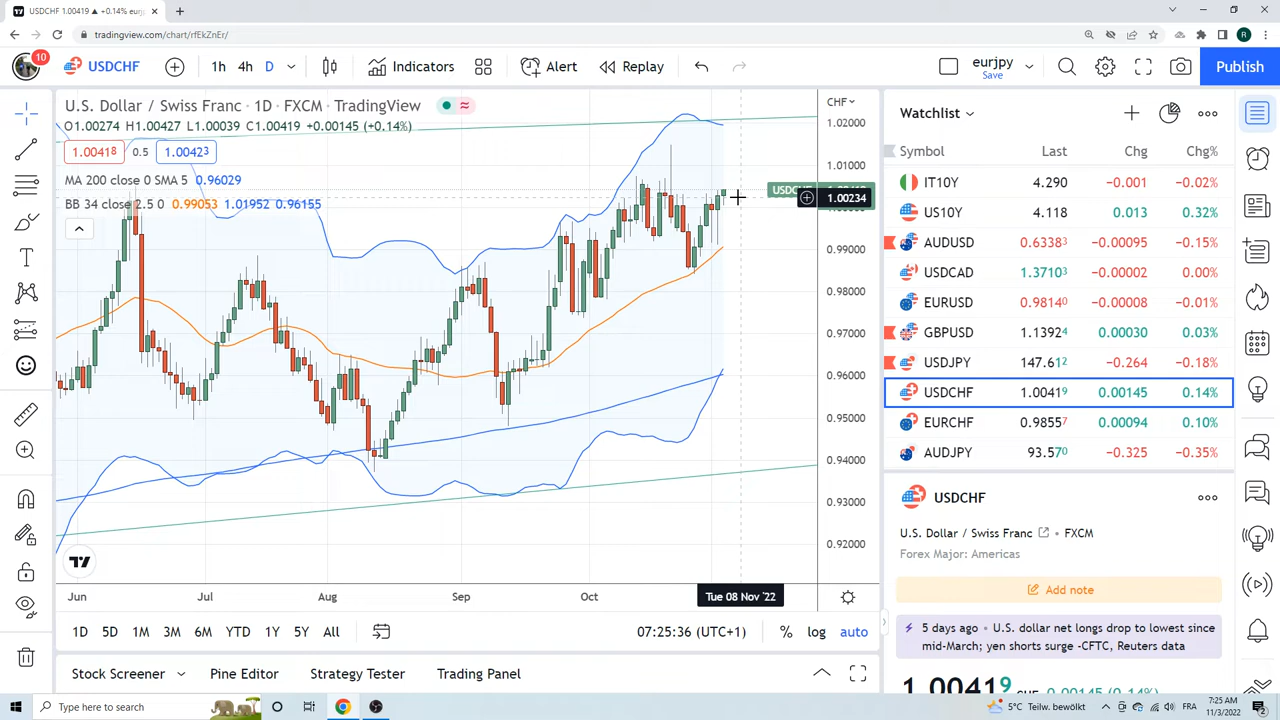 USDCHF 1.00419 ▲ +0.14% eurj
rfEkZnEr/
tradingview.com/chart/rfEkZnEr/
R
10
USDCHF
1h 4h D
Indicators
Alert
Replay
eurjpy
Save
Publish
U.S. Dollar / Swiss Franc · 1D · FXCM · TradingView
O1.00274 H1.00427 L1.00039 C1.00419 +0.00145 (+0.14%)
1.00418 0.5 1.00423
MA 200 close 0 SMA 5 0.96029
BB 34 close 2.5 0 0.99053 1.01952 0.96155
CHF
1.02000
1.01000
1.00234
0.99000
0.98000
0.97000
0.96000
0.95000
0.94000
0.93000
0.92000
Jun Jul Aug Sep Oct
Tue 08 Nov '22
1D 5D 1M 3M 6M YTD 1Y 5Y All
07:25:36 (UTC+1)
% log auto
Stock Screener
Pine Editor
Strategy Tester
Trading Panel
Watchlist
Symbol Last Chg Chg%
IT10Y 4.290 −0.001 −0.02%
US10Y 4.118 0.013 0.32%
AUDUSD 0.63383 −0.00095 −0.15%
USDCAD 1.37103 −0.00002 0.00%
EURUSD 0.98140 −0.00008 −0.01%
GBPUSD 1.13924 0.00030 0.03%
USDJPY 147.612 −0.264 −0.18%
USDCHF 1.00419 0.00145 0.14%
EURCHF 0.98557 0.00094 0.10%
AUDJPY 93.570 −0.325 −0.35%
USDCHF
U.S. Dollar / Swiss Franc • FXCM
Forex Major: Americas
Add note
5 days ago • U.S. dollar net longs drop to lowest since
mid-March; yen shorts surge -CFTC, Reuters data
1.00419 CHF 0.00145 (0.14%)
Type here to search
5°C Teilw. bewölkt
FRA
7:25 AM
11/3/2022
2